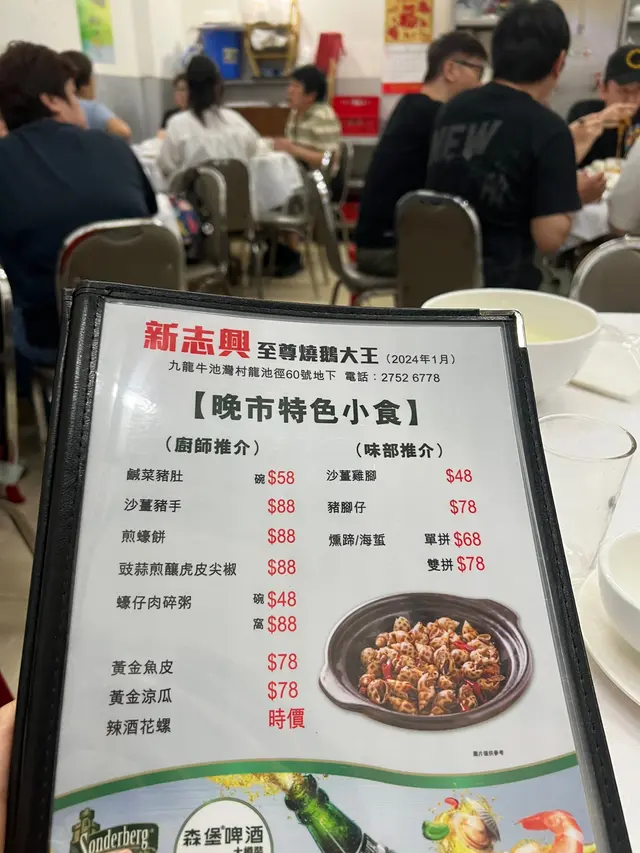 NEW
新志興 至尊燒鵝大王 (2024年1月)
九龍牛池灣村龍池徑60號地下 電話:2752 6778
【晚市特色小食】
(廚師推介)
鹹菜豬肚 碗 $58
沙薑豬手 $88
煎蠔餅 $88
豉蒜煎釀虎皮尖椒 $88
蠔仔肉碎粥 碗 $48
窩 $88
黃金魚皮 $78
黃金涼瓜 $78
辣酒花螺 時價
(味部推介)
沙薑雞腳 $48
豬腳仔 $78
燻蹄/海蜇 單拼 $68
雙拼 $78
圖片僅供參考
Sonderberg
森堡啤酒